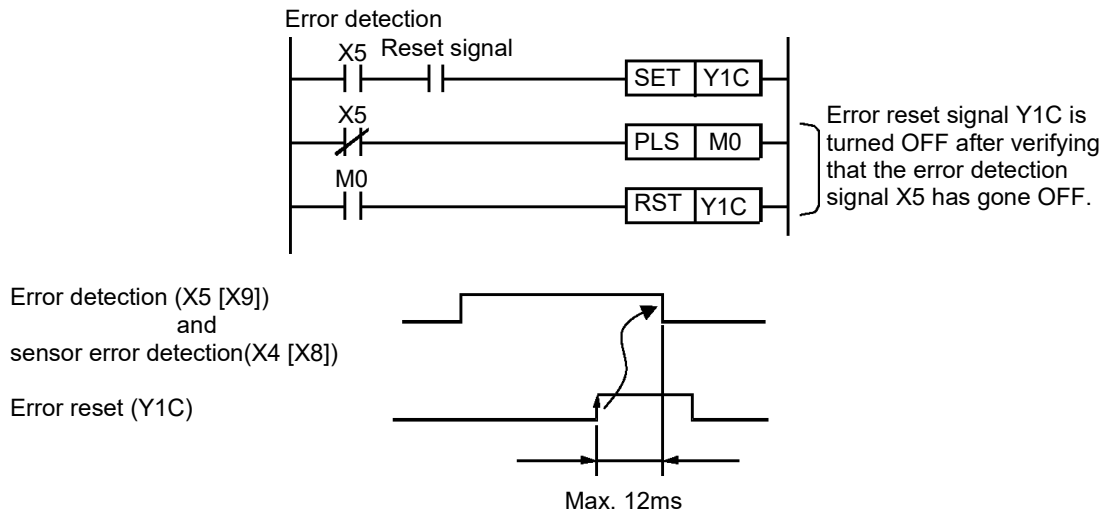 Error detection
X5 Reset signal
SET Y1C
X5
PLS M0
M0
RST Y1C
Error reset signal Y1C is
turned OFF after verifying
that the error detection
signal X5 has gone OFF.
Error detection (X5 [X9])
and
sensor error detection(X4 [X8])
Error reset (Y1C)
Max. 12ms